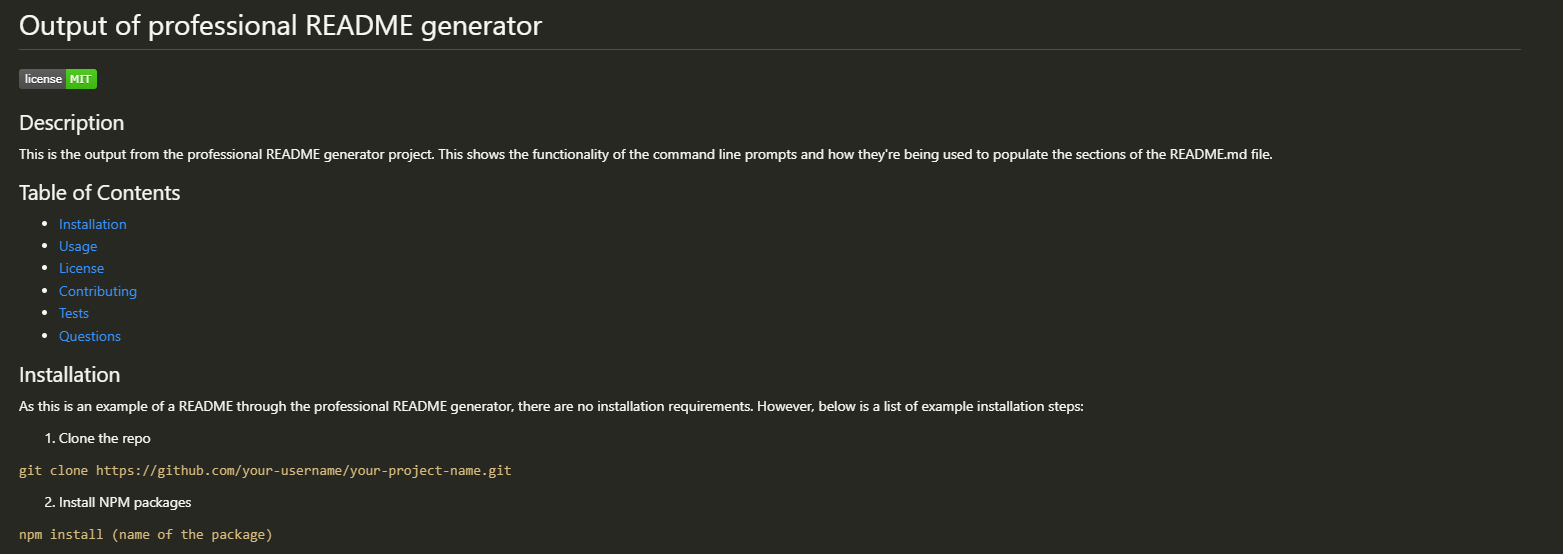 Output of professional README generator
license MIT
Description
This is the output from the professional README generator project. This shows the functionality of the command line prompts and how they're being used to populate the sections of the README.md file.
Table of Contents
• Installation
• Usage
• License
• Contributing
• Tests
• Questions
Installation
As this is an example of a README through the professional README generator, there are no installation requirements. However, below is a list of example installation steps:
1. Clone the repo
git clone https://github.com/your-username/your-project-name.git
2. Install NPM packages
npm install (name of the package)